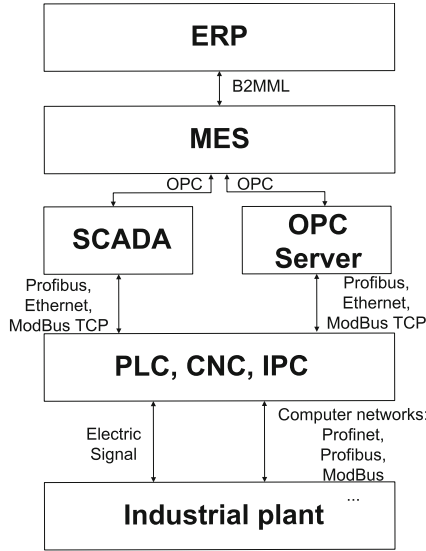 ERP
B2MML
MES
OPC
OPC
SCADA
OPC
Server
Profibus,
Ethernet,
ModBus TCP
Profibus,
Ethernet,
ModBus TCP
PLC, CNC, IPC
Electric
Signal
Computer networks:
Profinet,
Profibus,
ModBus
...
Industrial plant